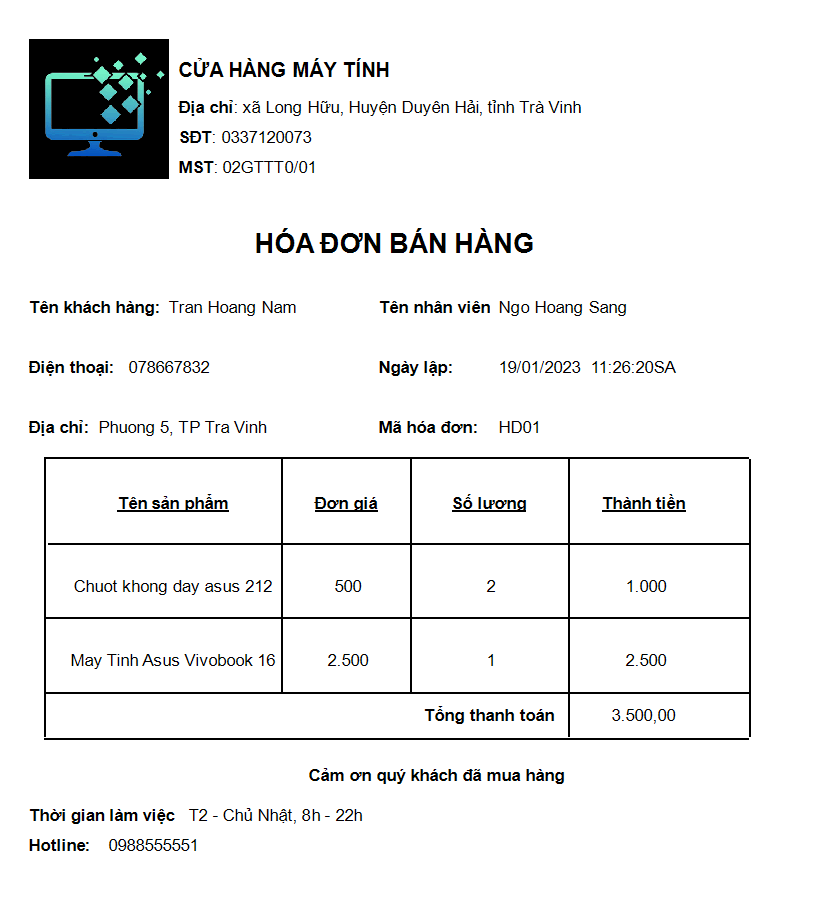 CỬA HÀNG MÁY TÍNH
Địa chỉ: xã Long Hữu, Huyện Duyên Hải, tỉnh Trà Vinh
SĐT: 0337120073
MST: 02GTTT0/01
HÓA ĐƠN BÁN HÀNG
Tên khách hàng: Tran Hoang Nam Tên nhân viên Ngo Hoang Sang
Điện thoại: 078667832 Ngày lập: 19/01/2023 11:26:20SA
Địa chỉ: Phuong 5, TP Tra Vinh Mã hóa đơn: HD01
Tên sản phẩm Đơn giá Số lương Thành tiền
Chuot khong day asus 212 500 2 1.000
May Tinh Asus Vivobook 16 2.500 1 2.500
Tổng thanh toán 3.500,00
Cảm ơn quý khách đã mua hàng
Thời gian làm việc T2 - Chủ Nhật, 8h - 22h
Hotline: 0988555551